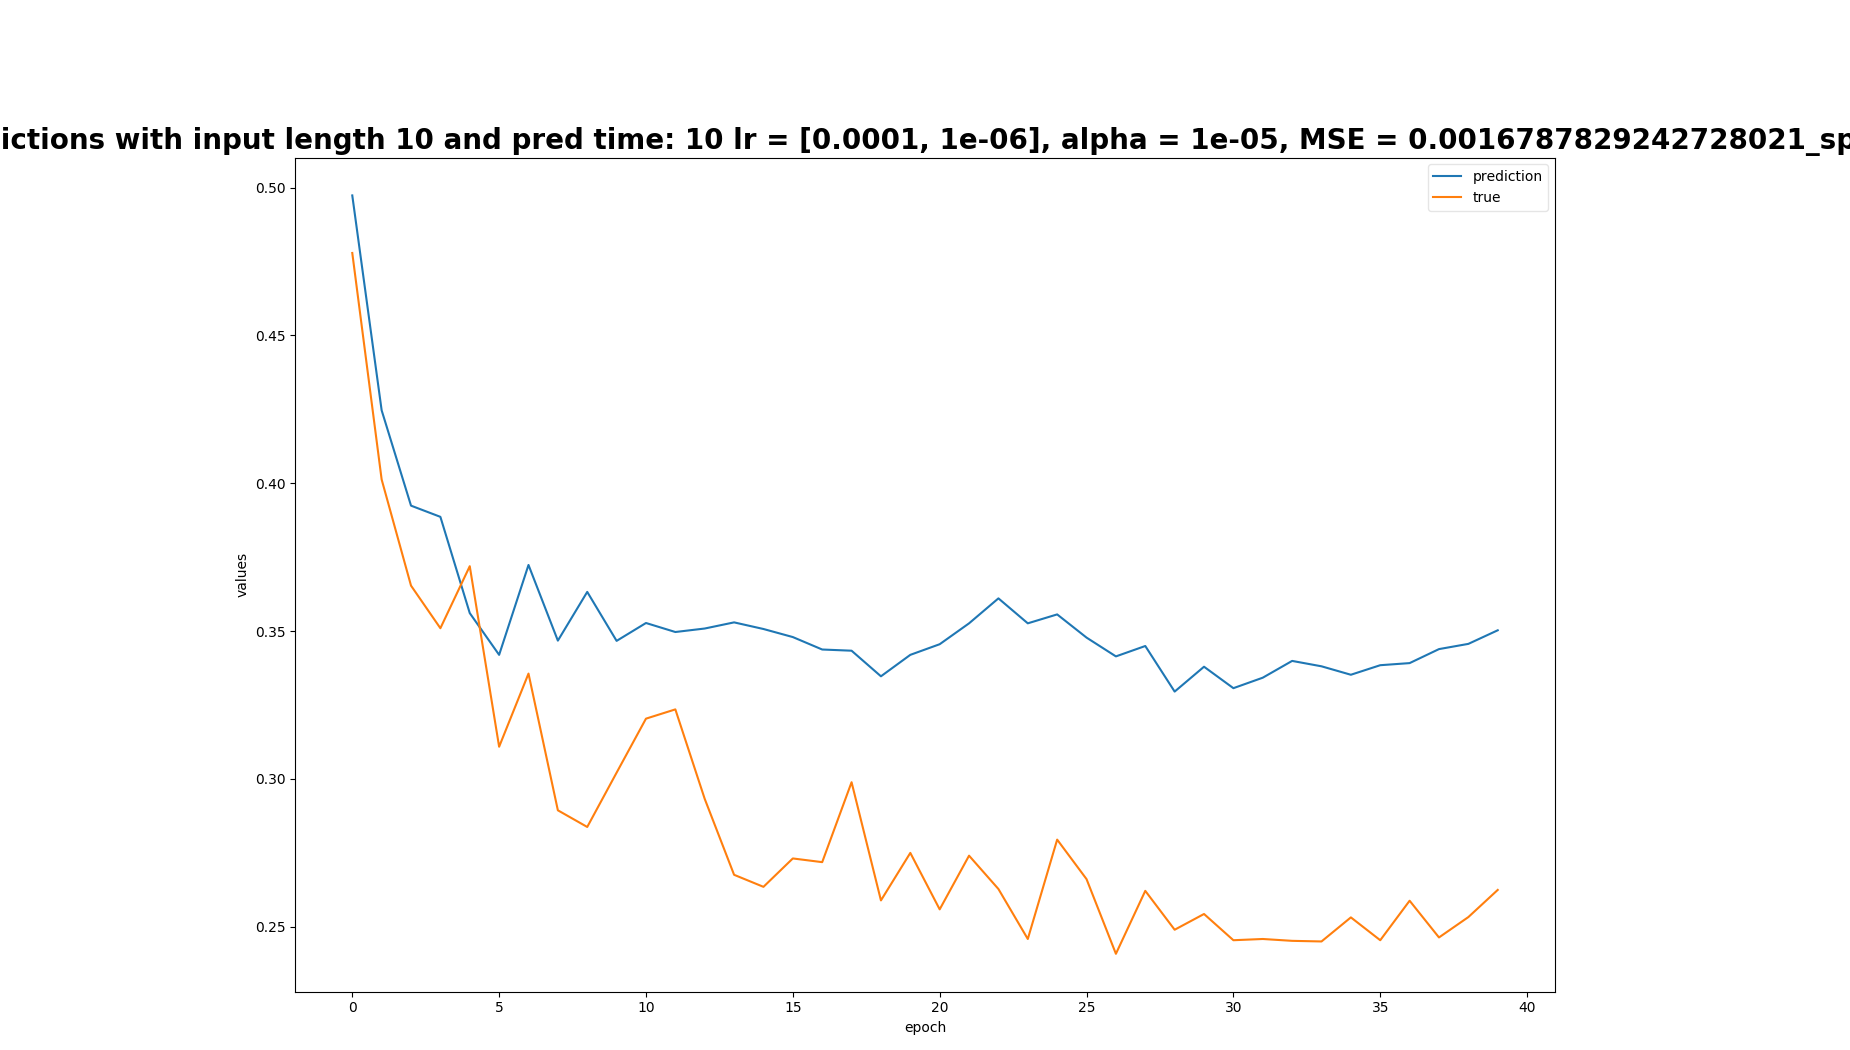 ictions with input length 10 and pred time: 10 lr = [0.0001, 1e-06], alpha = 1e-05, MSE = 0.0016787829242728021_sp
prediction
true
0.50
0.45
0.40
0.35
0.30
0.25
values
0 5 10 15 20 25 30 35 40
epoch